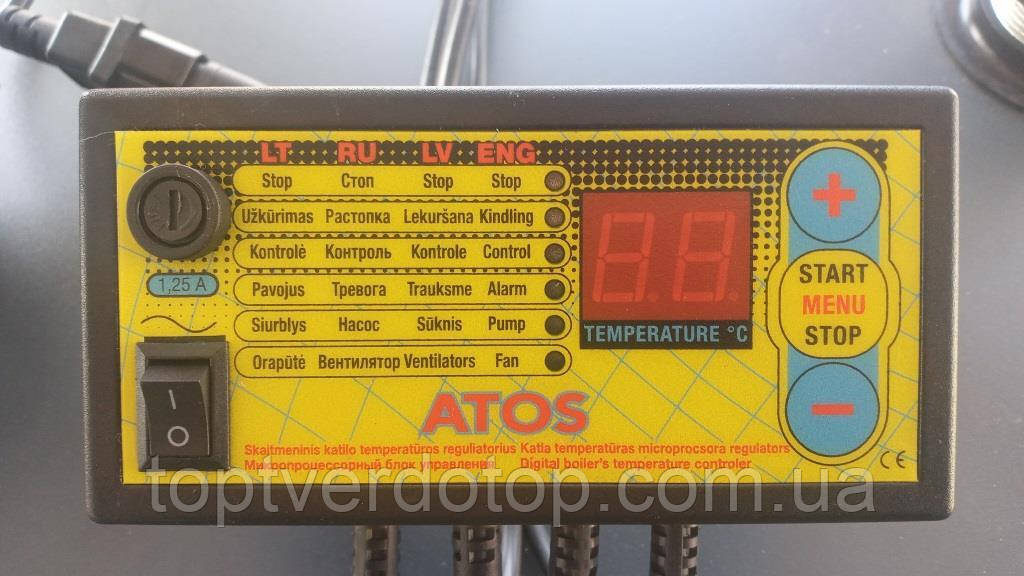 LT RU LV ENG
Stop Стоп Stop Stop
Užkūrimas Растопка Lekuršana Kindling
Kontrolė Контроль Kontrole Control
Pavojus Тревога Trauksme Alarm
Siurblys Насос Sūknis Pump
Orapūtė Вентилятор Ventilators Fan
1,25 A
I
O
TEMPERATURE °C
+
START
MENU
STOP
−
ATOS
Skaitmeninis katilo temperatūros reguliatorius Katla temperatūras microprocsora regulators
Микропроцессорный блок управления Digital boiler's temperature controler
CE
toptverdotop.com.ua